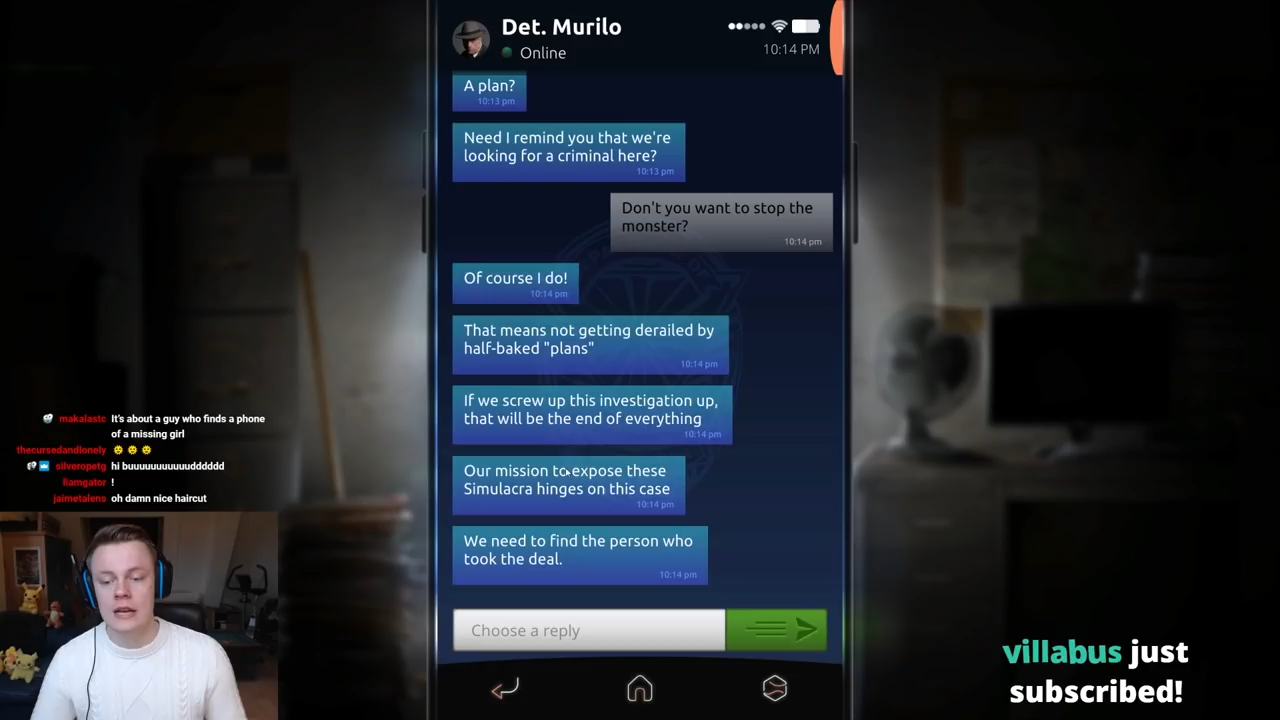 Det. Murilo
Online
10:14 PM
A plan?
10:13 pm
Need I remind you that we're
looking for a criminal here?
10:13 pm
Don't you want to stop the
monster?
10:14 pm
Of course I do!
10:14 pm
That means not getting derailed by
half-baked "plans"
10:14 pm
If we screw up this investigation up,
that will be the end of everything
10:14 pm
Our mission to expose these
Simulacra hinges on this case
10:14 pm
We need to find the person who
took the deal.
10:14 pm
Choose a reply
makalastc It's about a guy who finds a phone
of a missing girl
thecursedandlonely
silveropetg hi buuuuuuuuuudddddd
liamgator !
jaimetalens oh damn nice haircut
villabus just
subscribed!